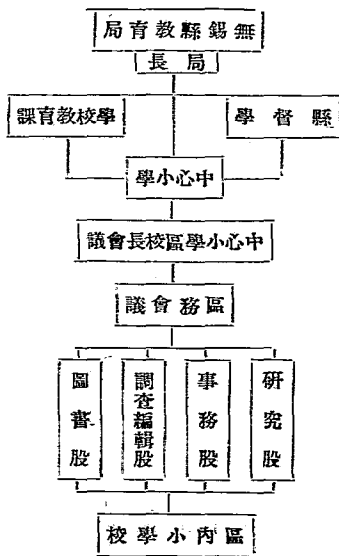 無錫縣教育局
局長
縣督學
學校教育課
中心小學
中心小學區校長會議
區務會議
研究股
事務股
調查編輯股
圖書股
區內小學校